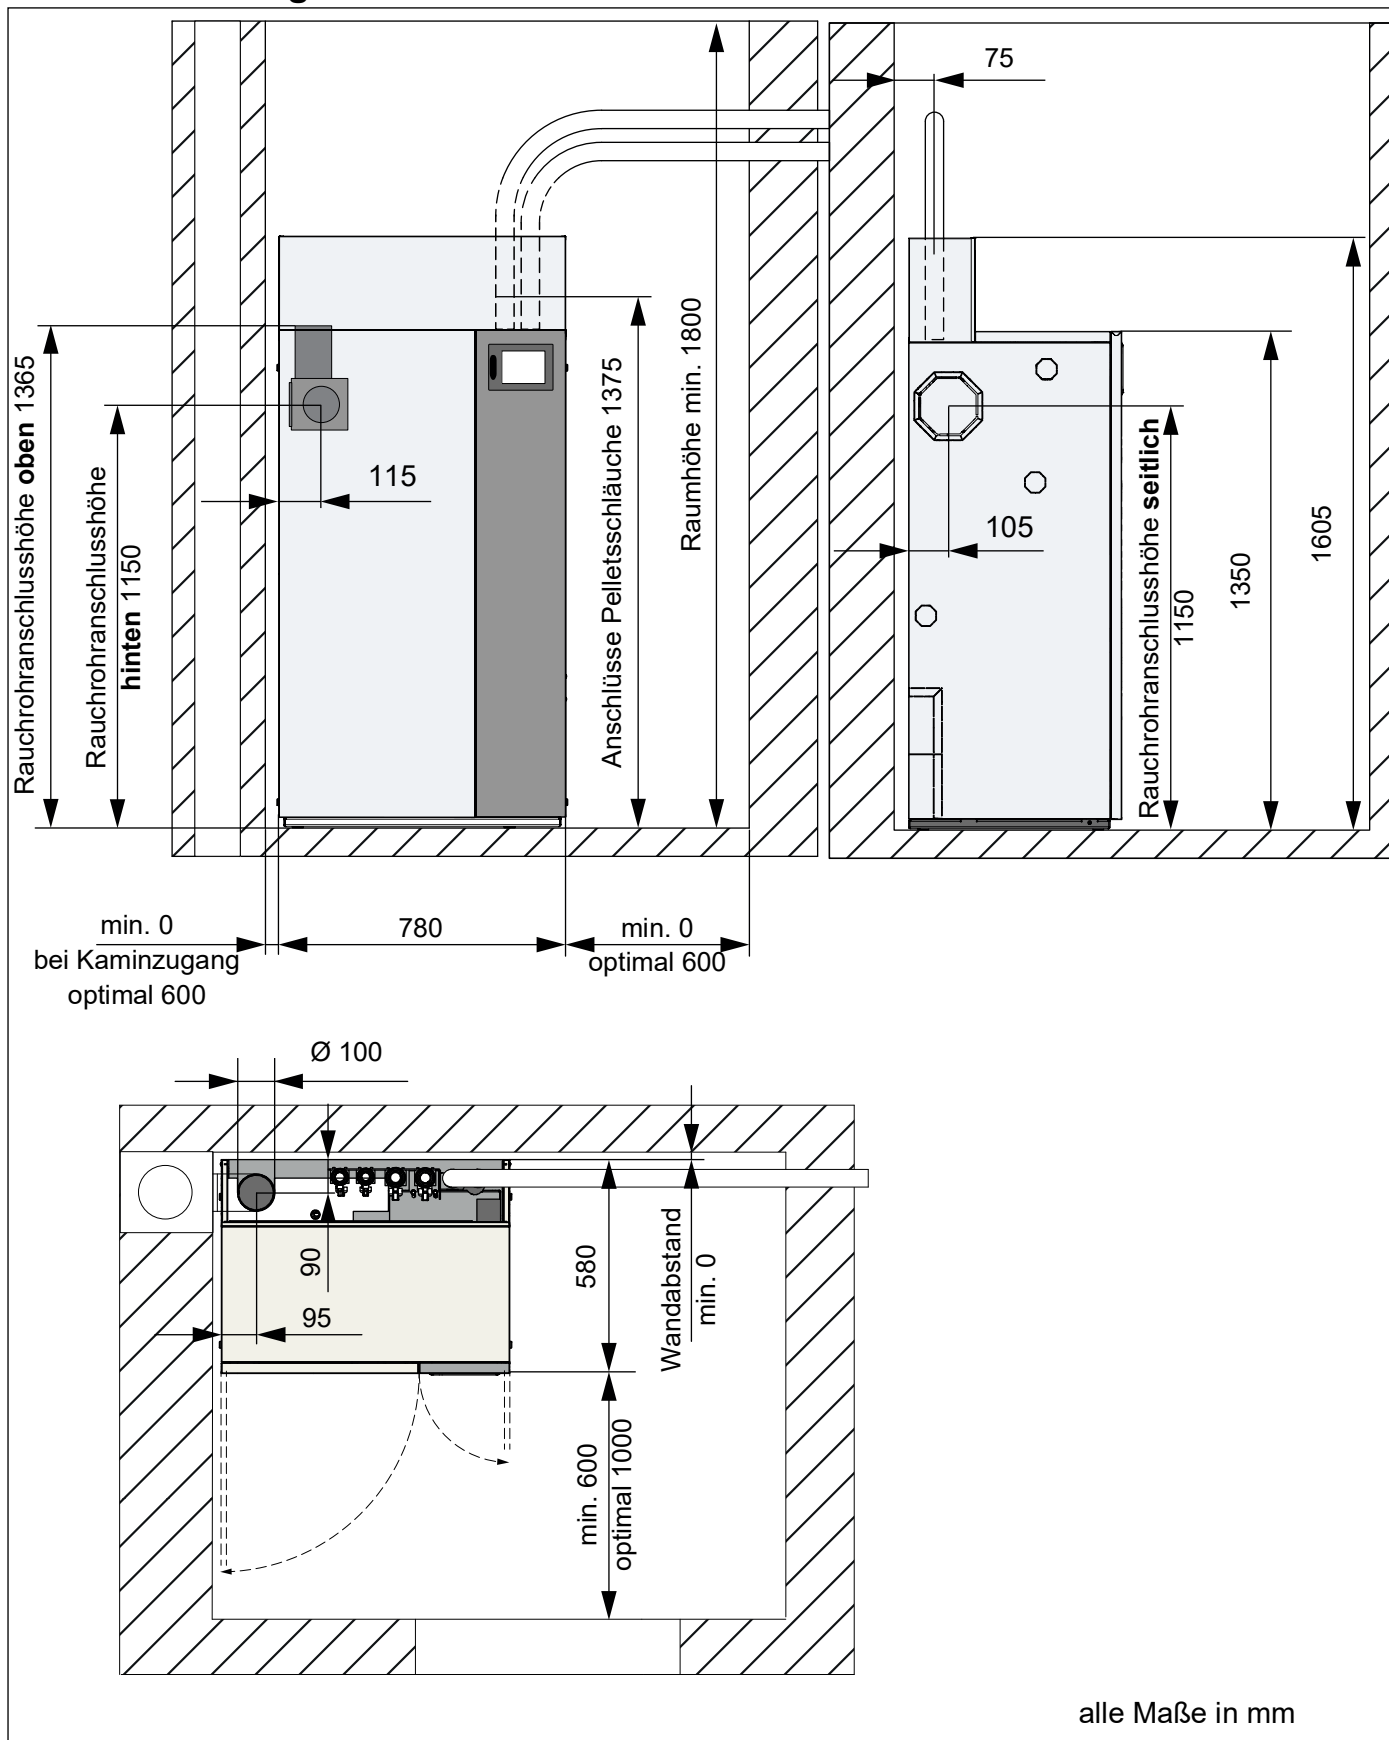 75
Rauchrohranschlusshöhe oben 1365
Rauchrohranschlusshöhe
hinten 1150
115
Anschlüsse Pelletsschläuche 1375
Raumhöhe min. 1800
105
Rauchrohranschlusshöhe seitlich
1150
1350
1605
min. 0
bei Kaminzugang
optimal 600
780
min. 0
optimal 600
Ø 100
90
95
580
Wandabstand
min. 0
min. 600
optimal 1000
alle Maße in mm